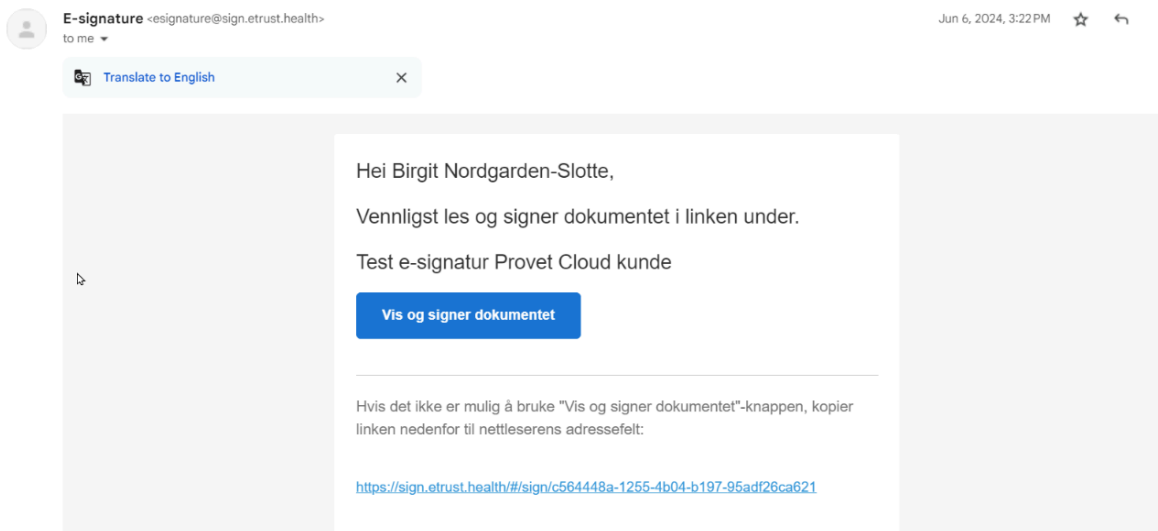 E-signature <esignature@sign.etrust.health>
Jun 6, 2024, 3:22 PM
to me
Translate to English
Hei Birgit Nordgarden-Slotte,
Vennligst les og signer dokumentet i linken under.
Test e-signatur Provet Cloud kunde
Vis og signer dokumentet
Hvis det ikke er mulig å bruke "Vis og signer dokumentet"-knappen, kopier
linken nedenfor til nettleserens adressefelt:
https://sign.etrust.health/#/sign/c564448a-1255-4b04-b197-95adf26ca621